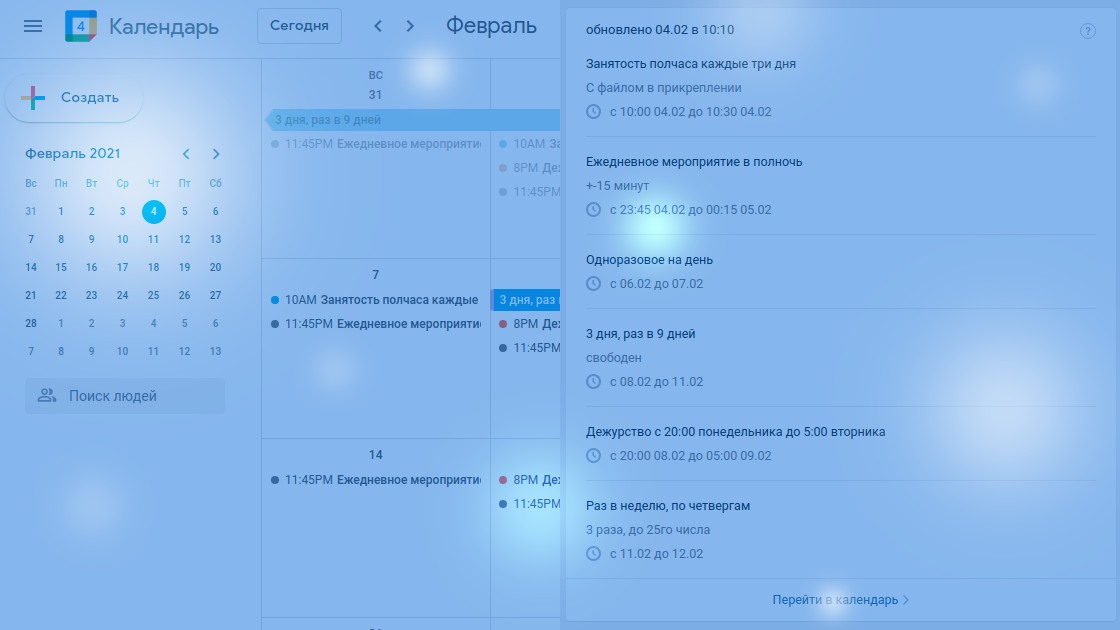 4
Календарь
Сегодня
Февраль
Создать
Февраль 2021
Вс Пн Вт Ср Чт Пт Сб
31 1 2 3 4 5 6
7 8 9 10 11 12 13
14 15 16 17 18 19 20
21 22 23 24 25 26 27
28 1 2 3 4 5 6
7 8 9 10 11 12 13
Поиск людей
ВС
31
3 дня, раз в 9 дней
11:45PM Ежедневное мероприяти
10AM За
8PM Де
11:45PM
7
10AM Занятость полчаса каждые
11:45PM Ежедневное мероприяти
3 дня, раз
8PM Де
11:45PM
14
11:45PM Ежедневное мероприяти
8PM Де
11:45PM
обновлено 04.02 в 10:10
?
Занятость полчаса каждые три дня
С файлом в прикреплении
с 10:00 04.02 до 10:30 04.02
Ежедневное мероприятие в полночь
+-15 минут
с 23:45 04.02 до 00:15 05.02
Одноразовое на день
с 06.02 до 07.02
3 дня, раз в 9 дней
свободен
с 08.02 до 11.02
Дежурство с 20:00 понедельника до 5:00 вторника
с 20:00 08.02 до 05:00 09.02
Раз в неделю, по четвергам
3 раза, до 25го числа
с 11.02 до 12.02
Перейти в календарь